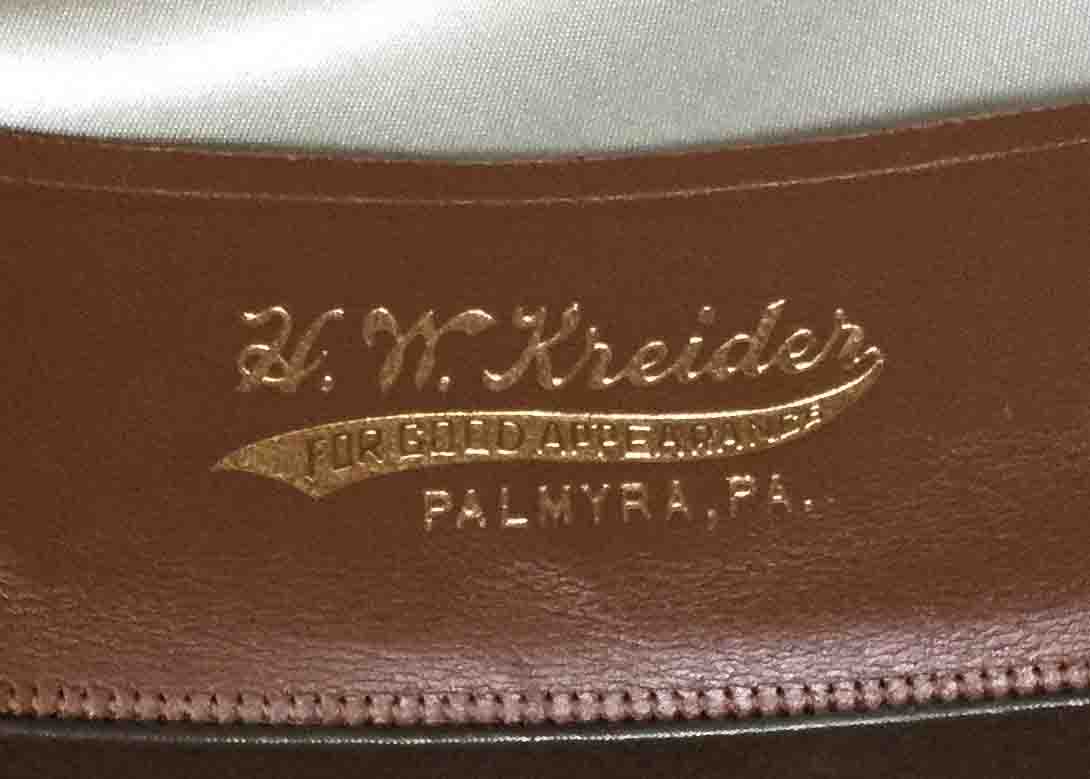 H. W. Kreider
FOR GOOD APPEARANCE
PALMYRA, PA.